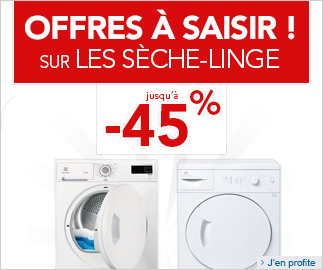 OFFRES À SAISIR !
SUR LES SÈCHE-LINGE
jusqu'à
-45%
> J'en profite